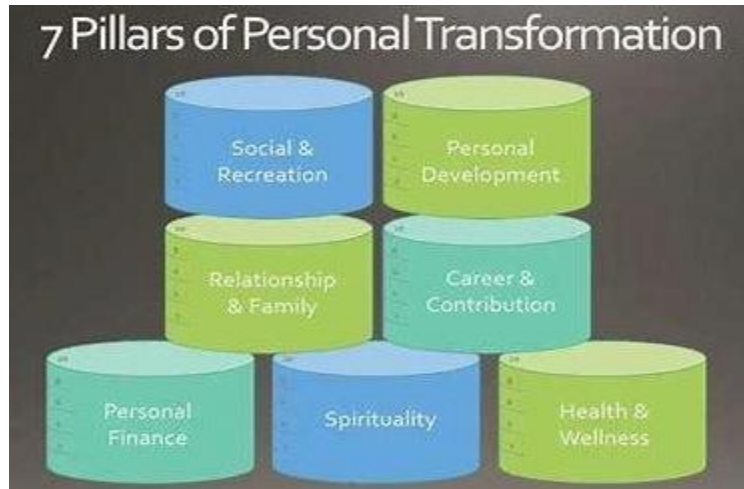 7 Pillars of Personal Transformation
Social &
Recreation
Personal
Development
Relationship
& Family
Career &
Contribution
Personal
Finance
Spirituality
Health &
Wellness